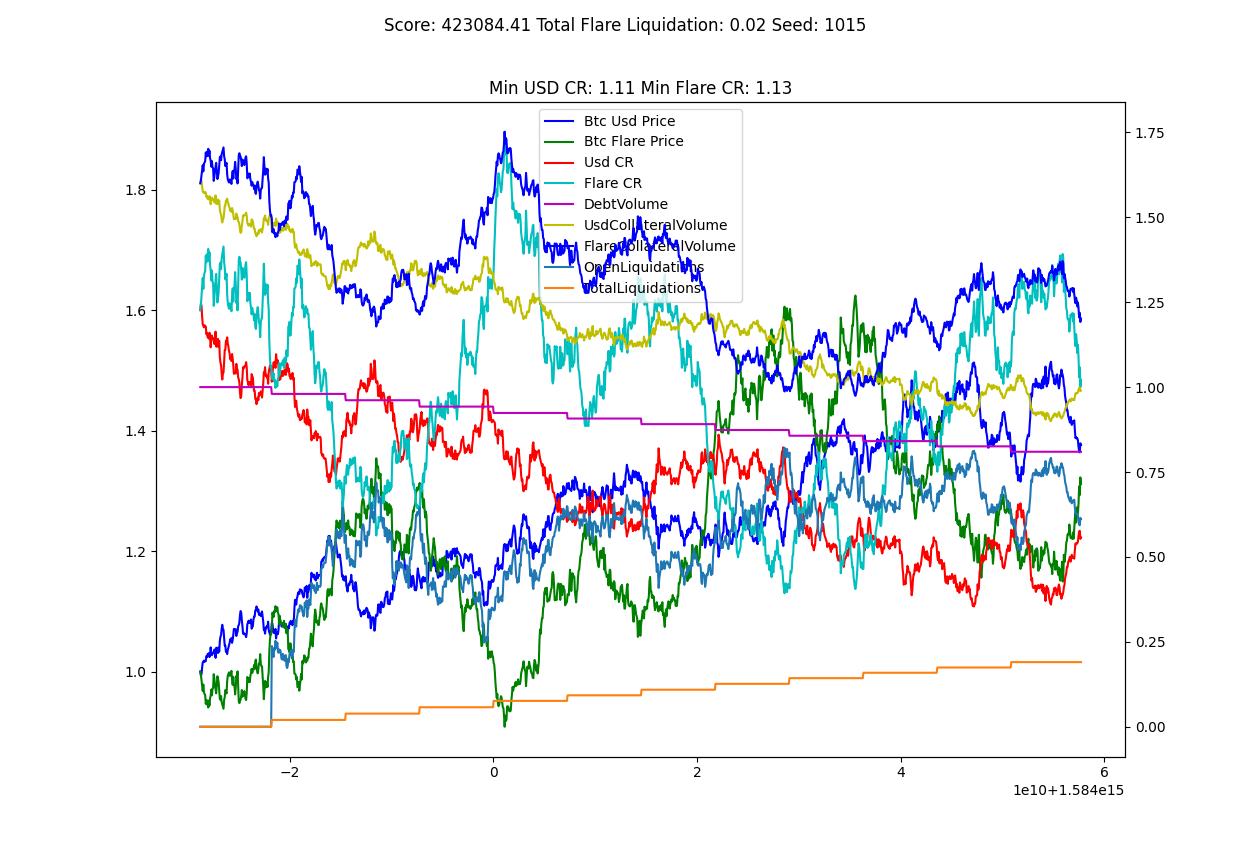 Score: 423084.41 Total Flare Liquidation: 0.02 Seed: 1015
Min USD CR: 1.11 Min Flare CR: 1.13
Btc Usd Price
Btc Flare Price
Usd CR
Flare CR
DebtVolume
UsdCollateralVolume
FlareCollateralVolume
OpenLiquidations
TotalLiquidations
1.8
1.6
1.4
1.2
1.0
1.75
1.50
1.25
1.00
0.75
0.50
0.25
0.00
−2
0
2
4
6
1e10+1.584e15